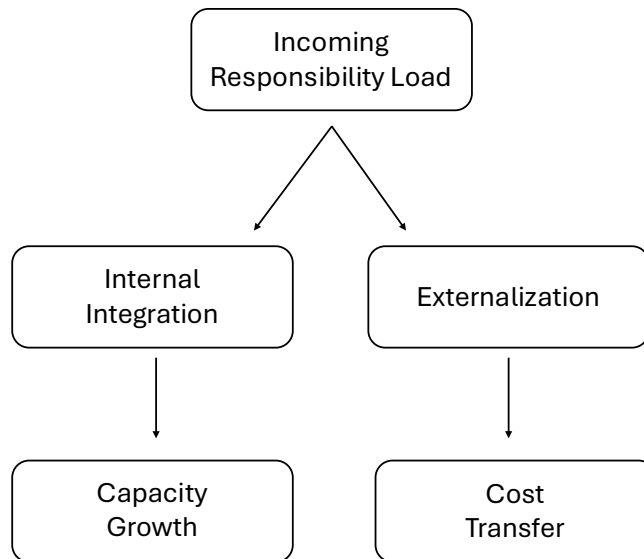 Incoming
Responsibility Load
Internal
Integration
Externalization
Capacity
Growth
Cost
Transfer